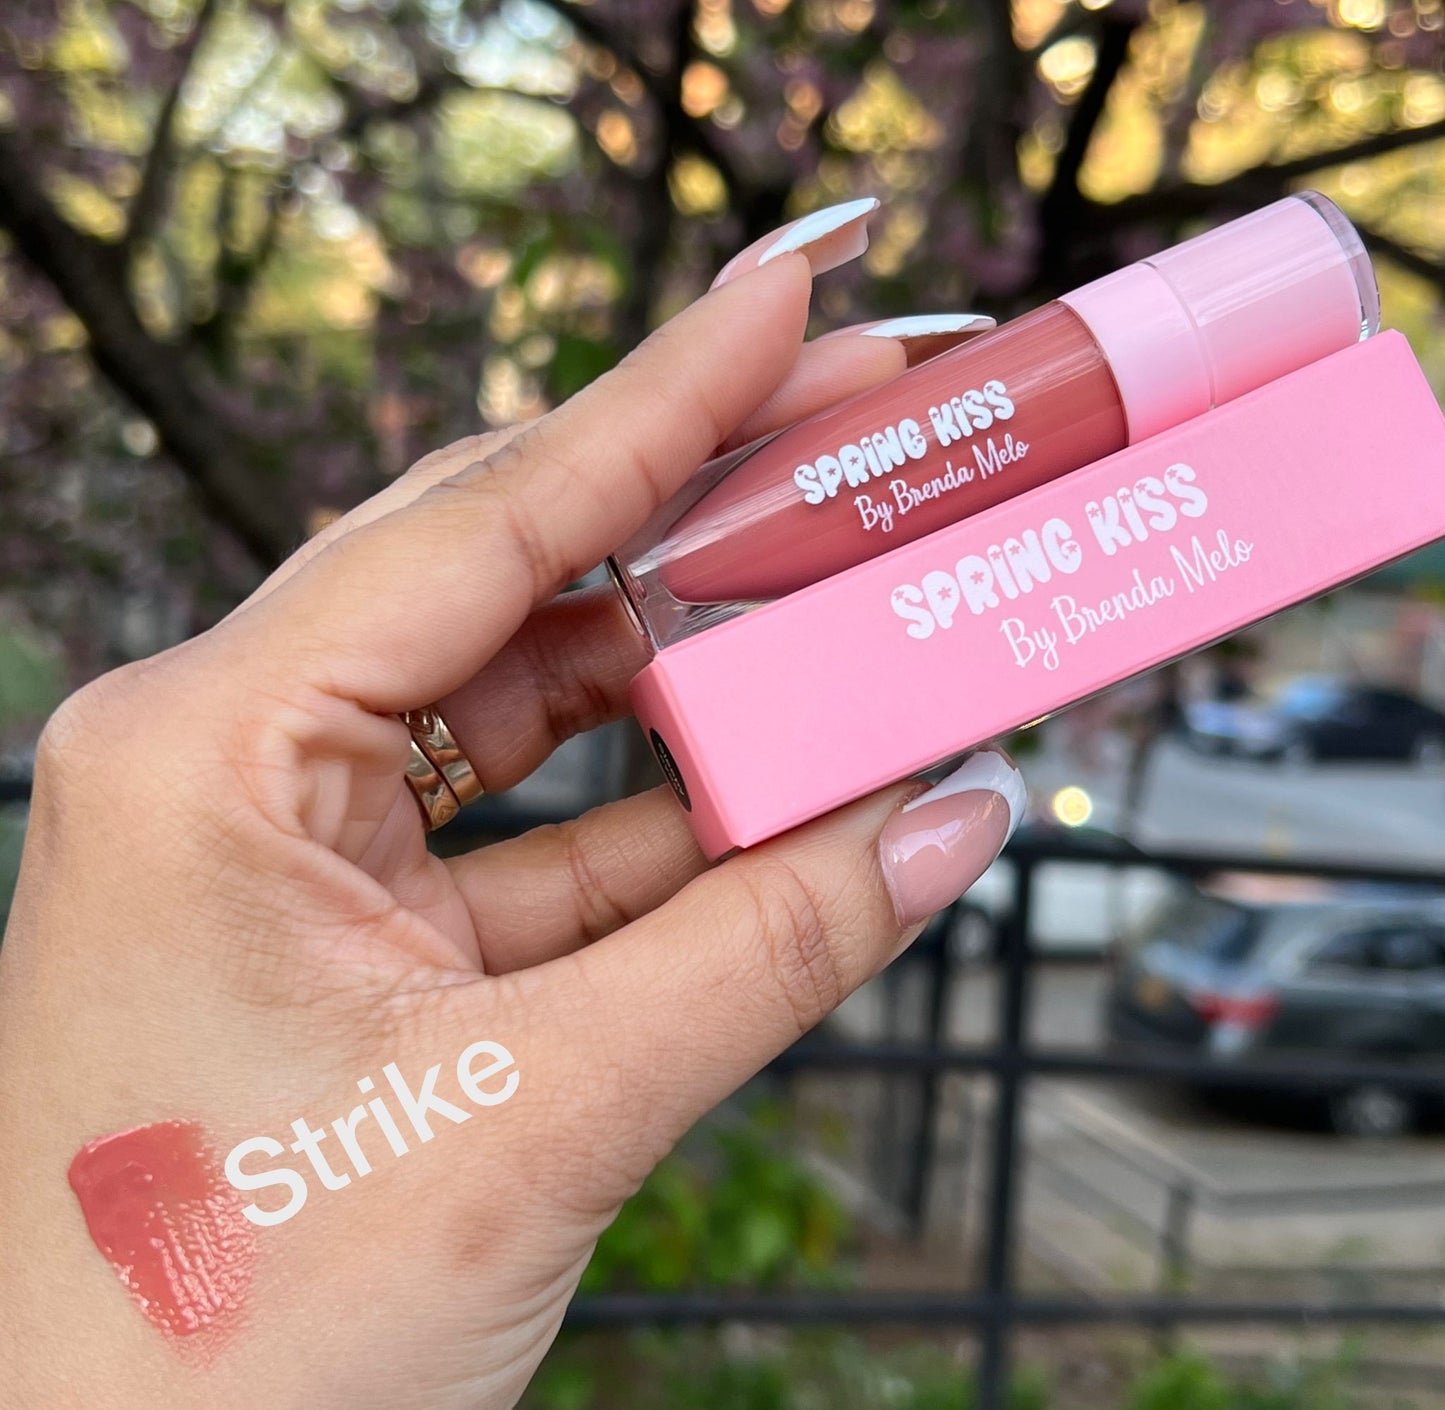 SPRING KISS
By Brenda Melo
SPRING KISS
By Brenda Melo
Strike